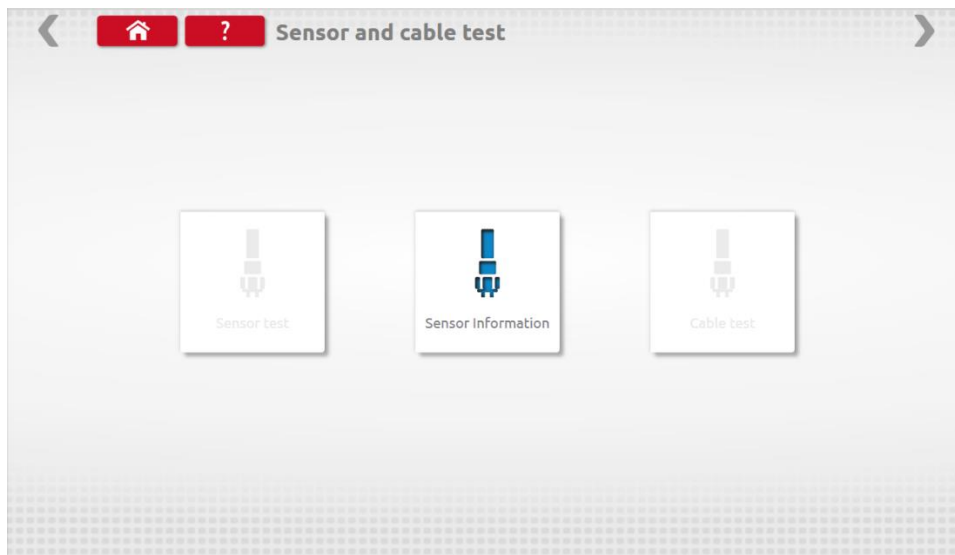 ? Sensor and cable test
Sensor test
Sensor Information
Cable test